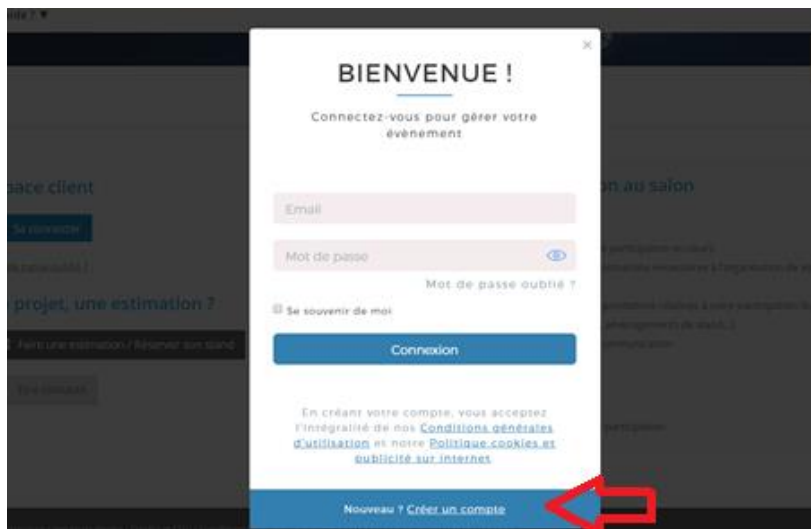 BIENVENUE !
Connectez-vous pour gérer votre
évènement
pace client
on au salon
Email
Se connecter
Mot de passe
Mot de passe oublié ?
projet, une estimation ?
Se souvenir de moi
Faire une estimation / Réserver son stand
Connexion
En créant votre compte, vous acceptez
l'intégralité de nos Conditions générales
d'utilisation et notre Politique cookies et
publicité sur internet
participation
Nouveau ? Créer un compte